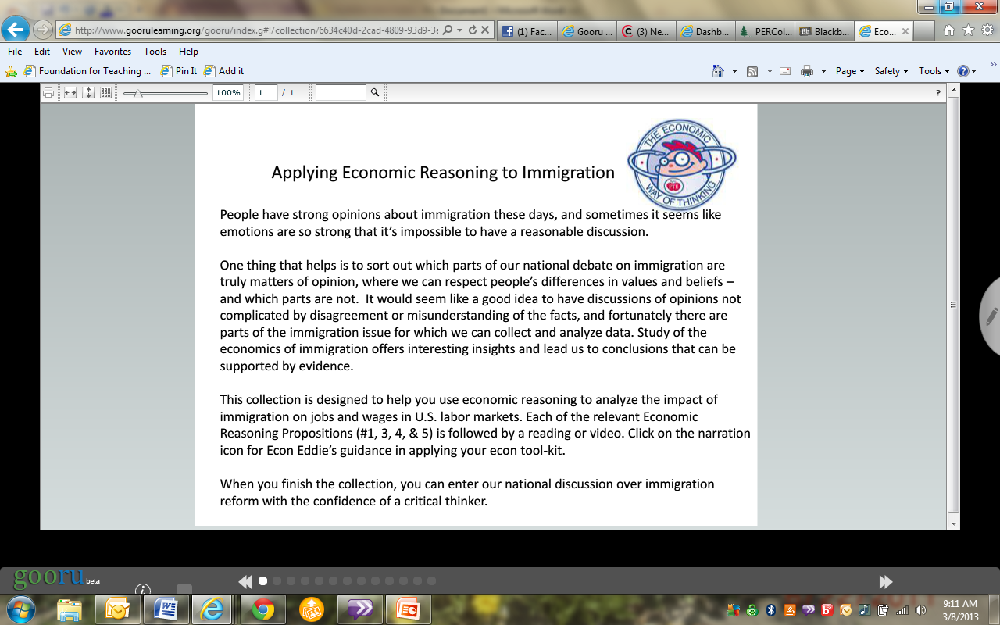 http://www.goorulearning.org/gooru/index.g#!/collection/6634c40d-2cad-4809-93d9-3
(1) Fac...
Gooru ...
(3) Ne...
Dashb...
PERCol...
Bb Blackb...
Eco...
File Edit View Favorites Tools Help
Foundation for Teaching ... Pin It Add it
Page Safety Tools
100% 1 / 1 ?
THE ECONOMIC
WAY OF THINKING
Applying Economic Reasoning to Immigration
People have strong opinions about immigration these days, and sometimes it seems like
emotions are so strong that it's impossible to have a reasonable discussion.
One thing that helps is to sort out which parts of our national debate on immigration are
truly matters of opinion, where we can respect people's differences in values and beliefs –
and which parts are not.  It would seem like a good idea to have discussions of opinions not
complicated by disagreement or misunderstanding of the facts, and fortunately there are
parts of the immigration issue for which we can collect and analyze data. Study of the
economics of immigration offers interesting insights and lead us to conclusions that can be
supported by evidence.
This collection is designed to help you use economic reasoning to analyze the impact of
immigration on jobs and wages in U.S. labor markets. Each of the relevant Economic
Reasoning Propositions (#1, 3, 4, & 5) is followed by a reading or video. Click on the narration
icon for Econ Eddie's guidance in applying your econ tool-kit.
When you finish the collection, you can enter our national discussion over immigration
reform with the confidence of a critical thinker.
gooru beta
9:11 AM
3/8/2013